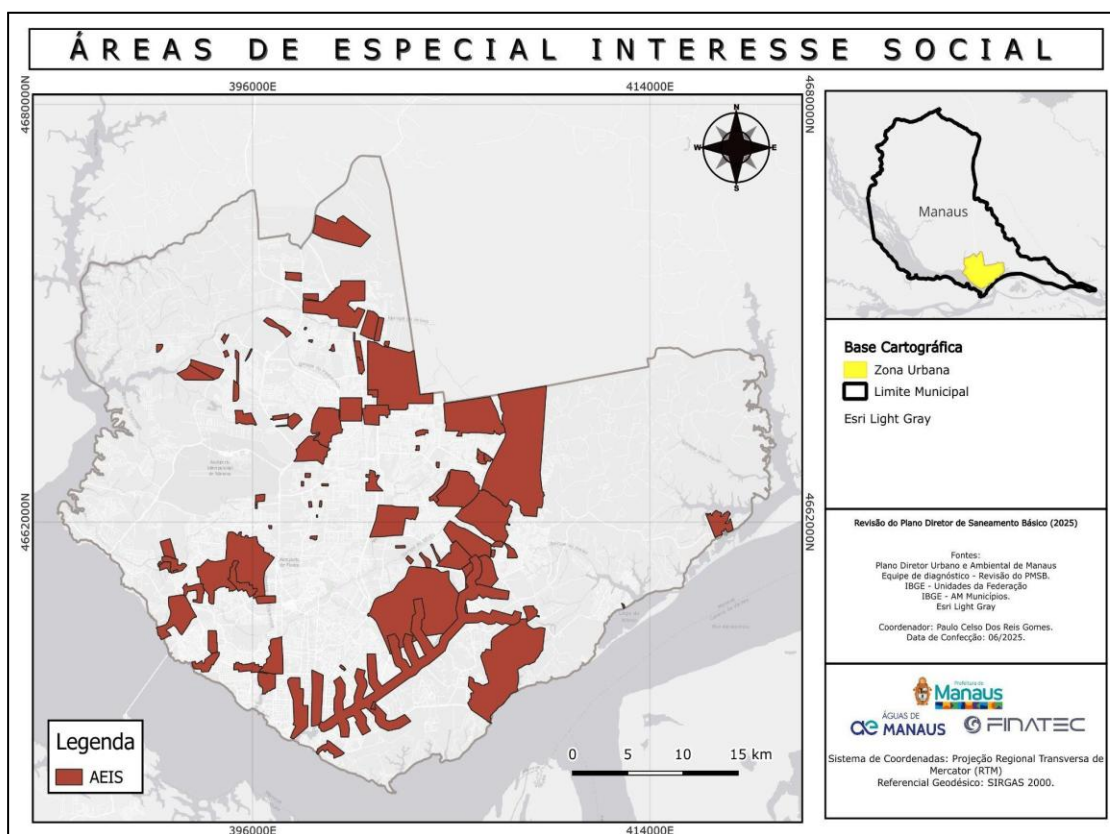 ÁREAS DE ESPECIAL INTERESSE SOCIAL
396000E
414000E
4680000N
4680000N
N
W
E
S
4662000N
4662000N
Legenda
AEIS
0 5 10 15 km
396000E
414000E
Manaus
Base Cartográfica
Zona Urbana
Limite Municipal
Esri Light Gray
Revisão do Plano Diretor de Saneamento Básico (2025)
Fontes:
Plano Diretor Urbano e Ambiental de Manaus
Equipe de diagnóstico - Revisão do PMSB.
IBGE - Unidades da Federação
IBGE - AM Municípios.
Esri Light Gray
Coordenador: Paulo Celso Dos Reis Gomes.
Data de Confecção: 06/2025.
Prefeitura de
Manaus
ÁGUAS DE
MANAUS
FINATEC
Sistema de Coordenadas: Projeção Regional Transversa de
Mercator (RTM)
Referencial Geodésico: SIRGAS 2000.